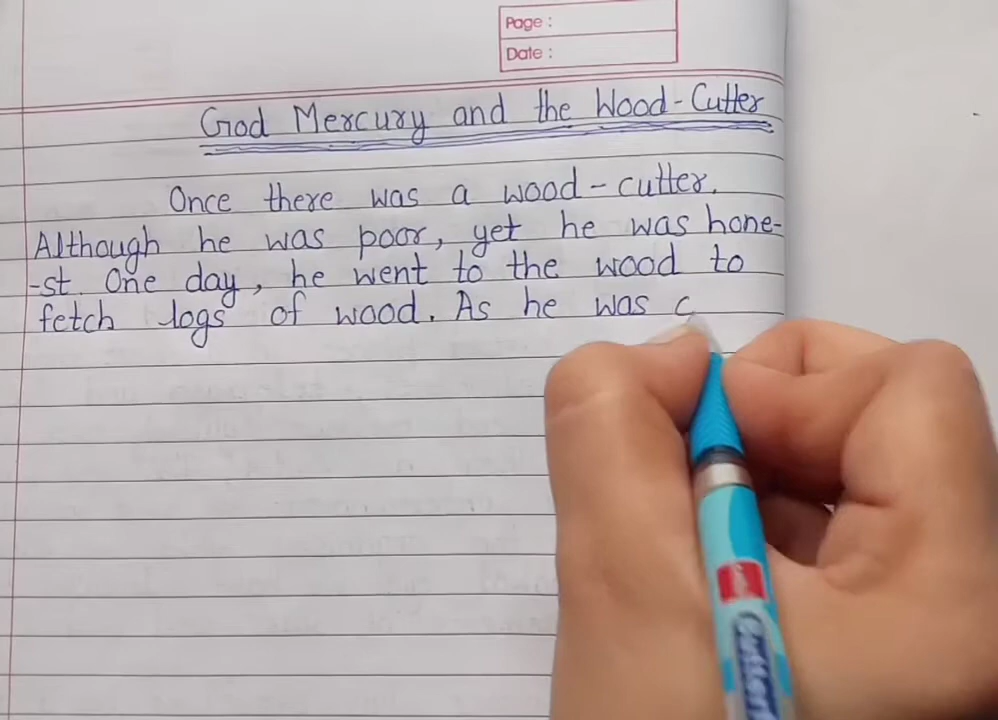 Page :
Date :
God Mercury and the Wood-Cutter
Once there was a wood-cutter.
Although he was poor, yet he was hone-
-st. One day, he went to the wood to
fetch logs of wood. As he was c